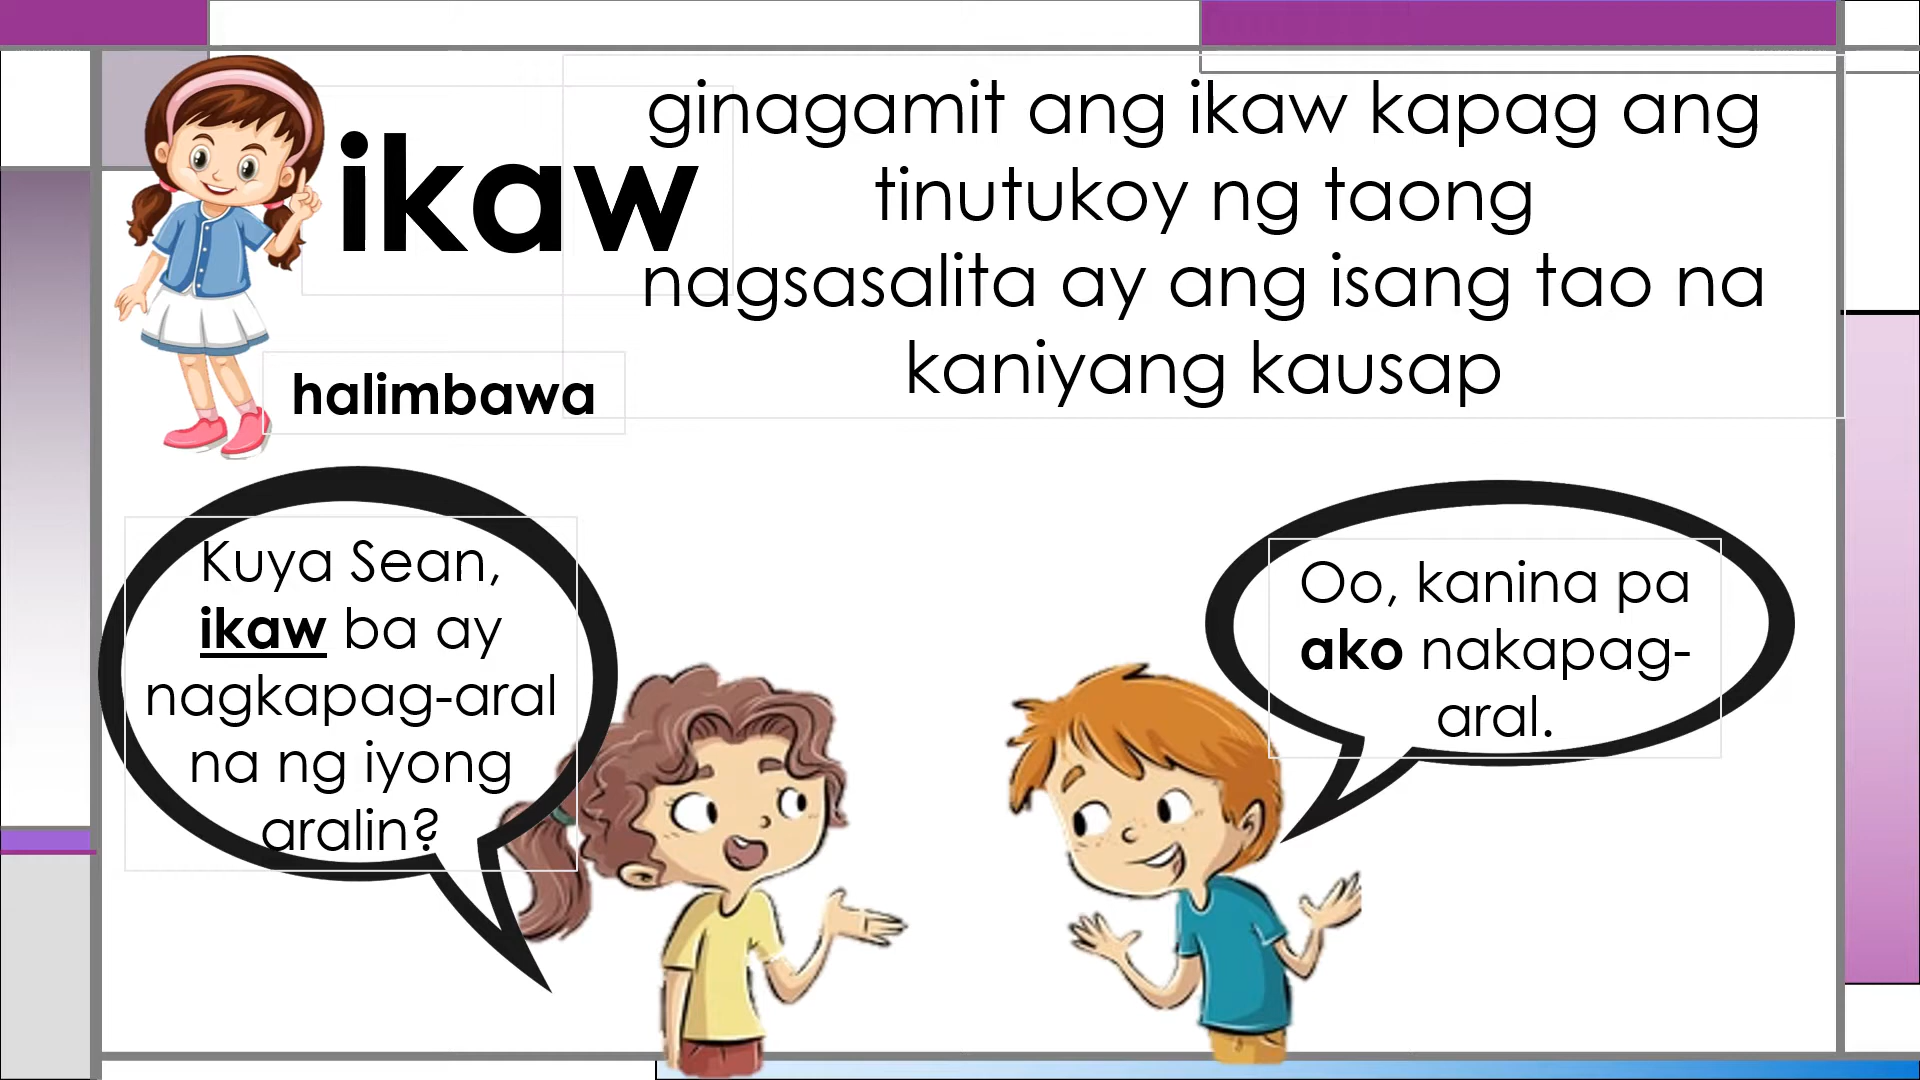 ikaw
ginagamit ang ikaw kapag ang
tinutukoy ng taong
nagsasalita ay ang isang tao na
kaniyang kausap
halimbawa
Kuya Sean,
ikaw ba ay
nagkapag-aral
na ng iyong
aralin?
Oo, kanina pa
ako nakapag-
aral.